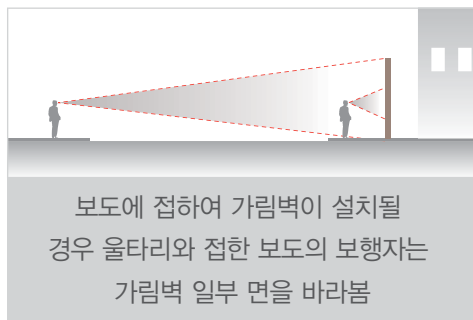 보도에 접하여 가림벽이 설치될
경우 울타리와 접한 보도의 보행자는
가림벽 일부 면을 바라봄